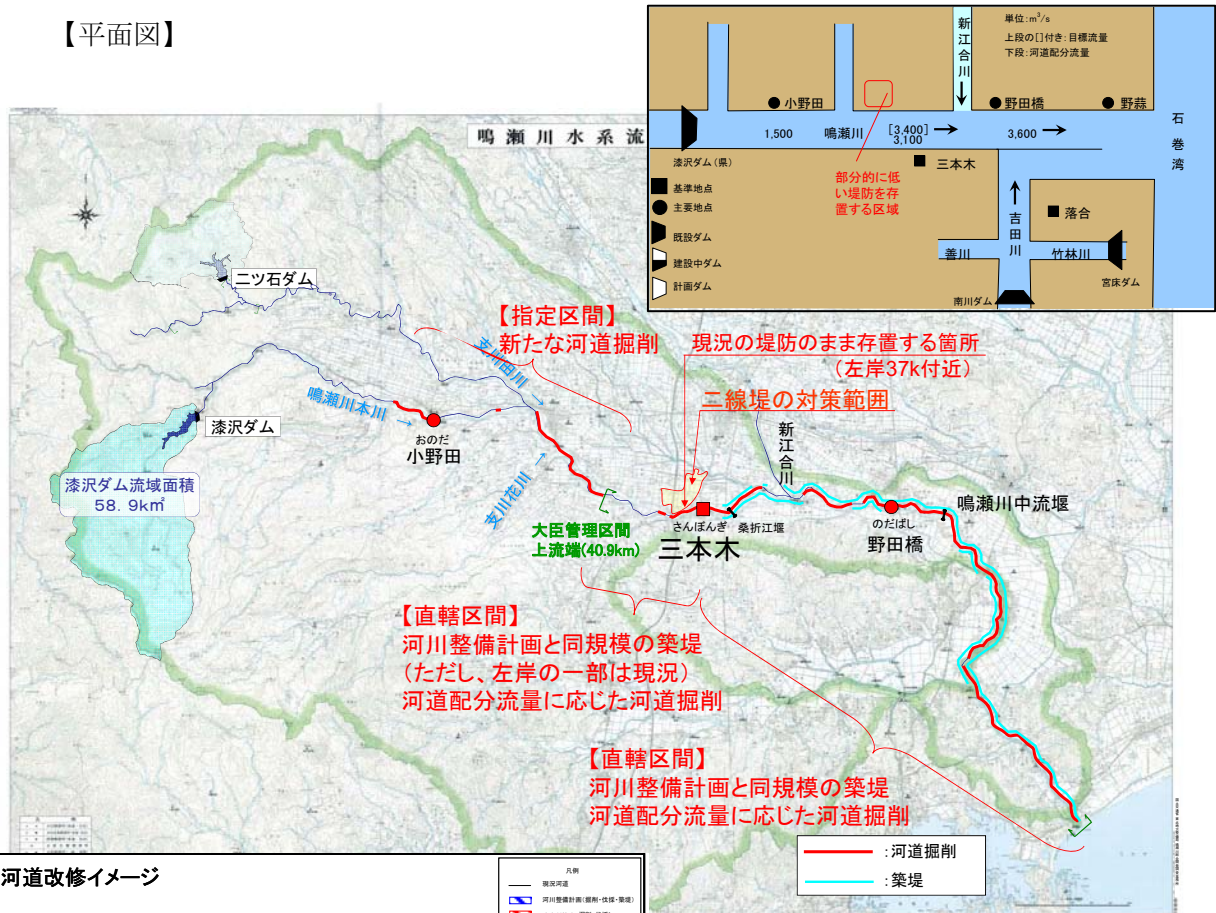 【平面図】
単位:m³/s
上段の[]付き:目標流量
下段:河道配分流量
新江合川
小野田
野田橋
野蒜
石巻湾
1,500
鳴瀬川
[3,400]
3,100
3,600
漆沢ダム(県)
三本木
部分的に低
い堤防を存
置する区域
基準地点
主要地点
既設ダム
建設中ダム
計画ダム
吉田川
落合
善川
竹林川
宮床ダム
南川ダム
鳴瀬川水系流
二ツ石ダム
【指定区間】
新たな河道掘削
現況の堤防のまま存置する箇所
(左岸37k付近)
二線堤の対策範囲
支川田川
鳴瀬川本川
漆沢ダム
おのだ
小野田
新江合川
漆沢ダム流域面積
58.9km²
支川花川
大臣管理区間
上流端(40.9km)
さんぼんぎ
三本木
桑折江堰
のだばし
野田橋
鳴瀬川中流堰
【直轄区間】
河川整備計画と同規模の築堤
(ただし、左岸の一部は現況)
河道配分流量に応じた河道掘削
【直轄区間】
河川整備計画と同規模の築堤
河道配分流量に応じた河道掘削
:河道掘削
:築堤
河道改修イメージ
凡例
現況河道
河川整備計画(掘削・伐採・築堤)